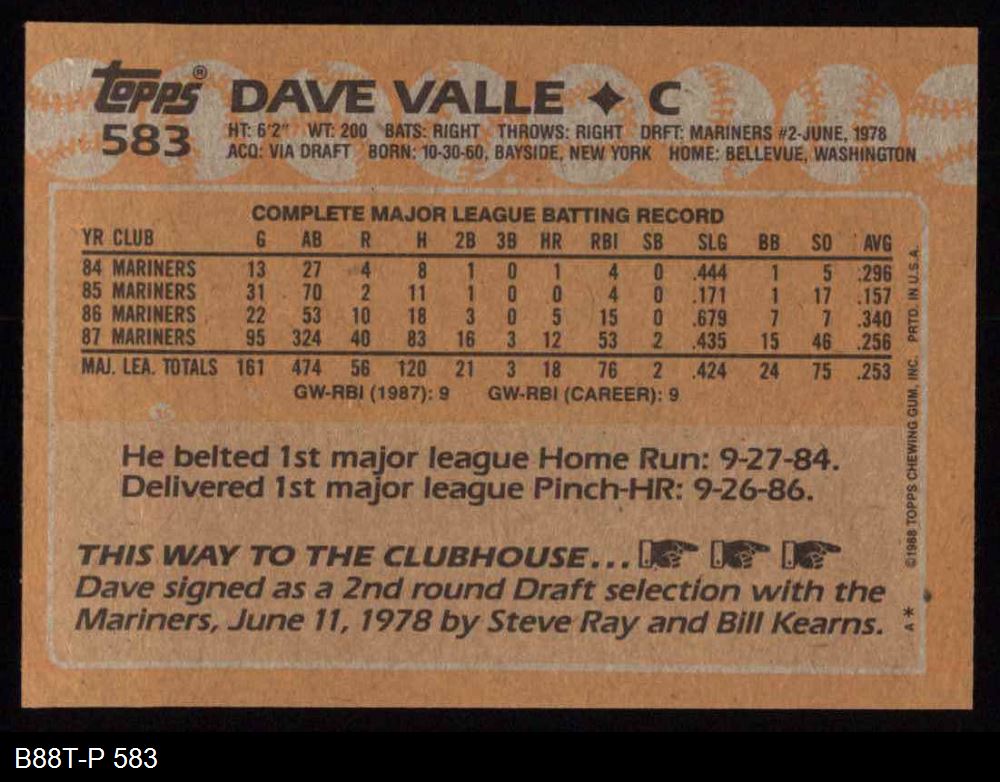 topps®
583
DAVE VALLE ✦ C
HT: 6'2" WT: 200 BATS: RIGHT THROWS: RIGHT DRFT: MARINERS #2-JUNE, 1978
ACQ: VIA DRAFT BORN: 10-30-60, BAYSIDE, NEW YORK HOME: BELLEVUE, WASHINGTON
COMPLETE MAJOR LEAGUE BATTING RECORD
YR CLUB G AB R H 2B 3B HR RBI SB SLG BB SO AVG
84 MARINERS 13 27 4 8 1 0 1 4 0 .444 1 5 .296
85 MARINERS 31 70 2 11 1 0 0 4 0 .171 1 17 .157
86 MARINERS 22 53 10 18 3 0 5 15 0 .679 7 7 .340
87 MARINERS 95 324 40 83 16 3 12 53 2 .435 15 46 .256
MAJ. LEA. TOTALS 161 474 56 120 21 3 18 76 2 .424 24 75 .253
GW-RBI (1987): 9 GW-RBI (CAREER): 9
He belted 1st major league Home Run: 9-27-84.
Delivered 1st major league Pinch-HR: 9-26-86.
THIS WAY TO THE CLUBHOUSE...
Dave signed as a 2nd round Draft selection with the
Mariners, June 11, 1978 by Steve Ray and Bill Kearns.
©1988 TOPPS CHEWING GUM, INC. PRTD. IN U.S.A.
A*
B88T-P 583